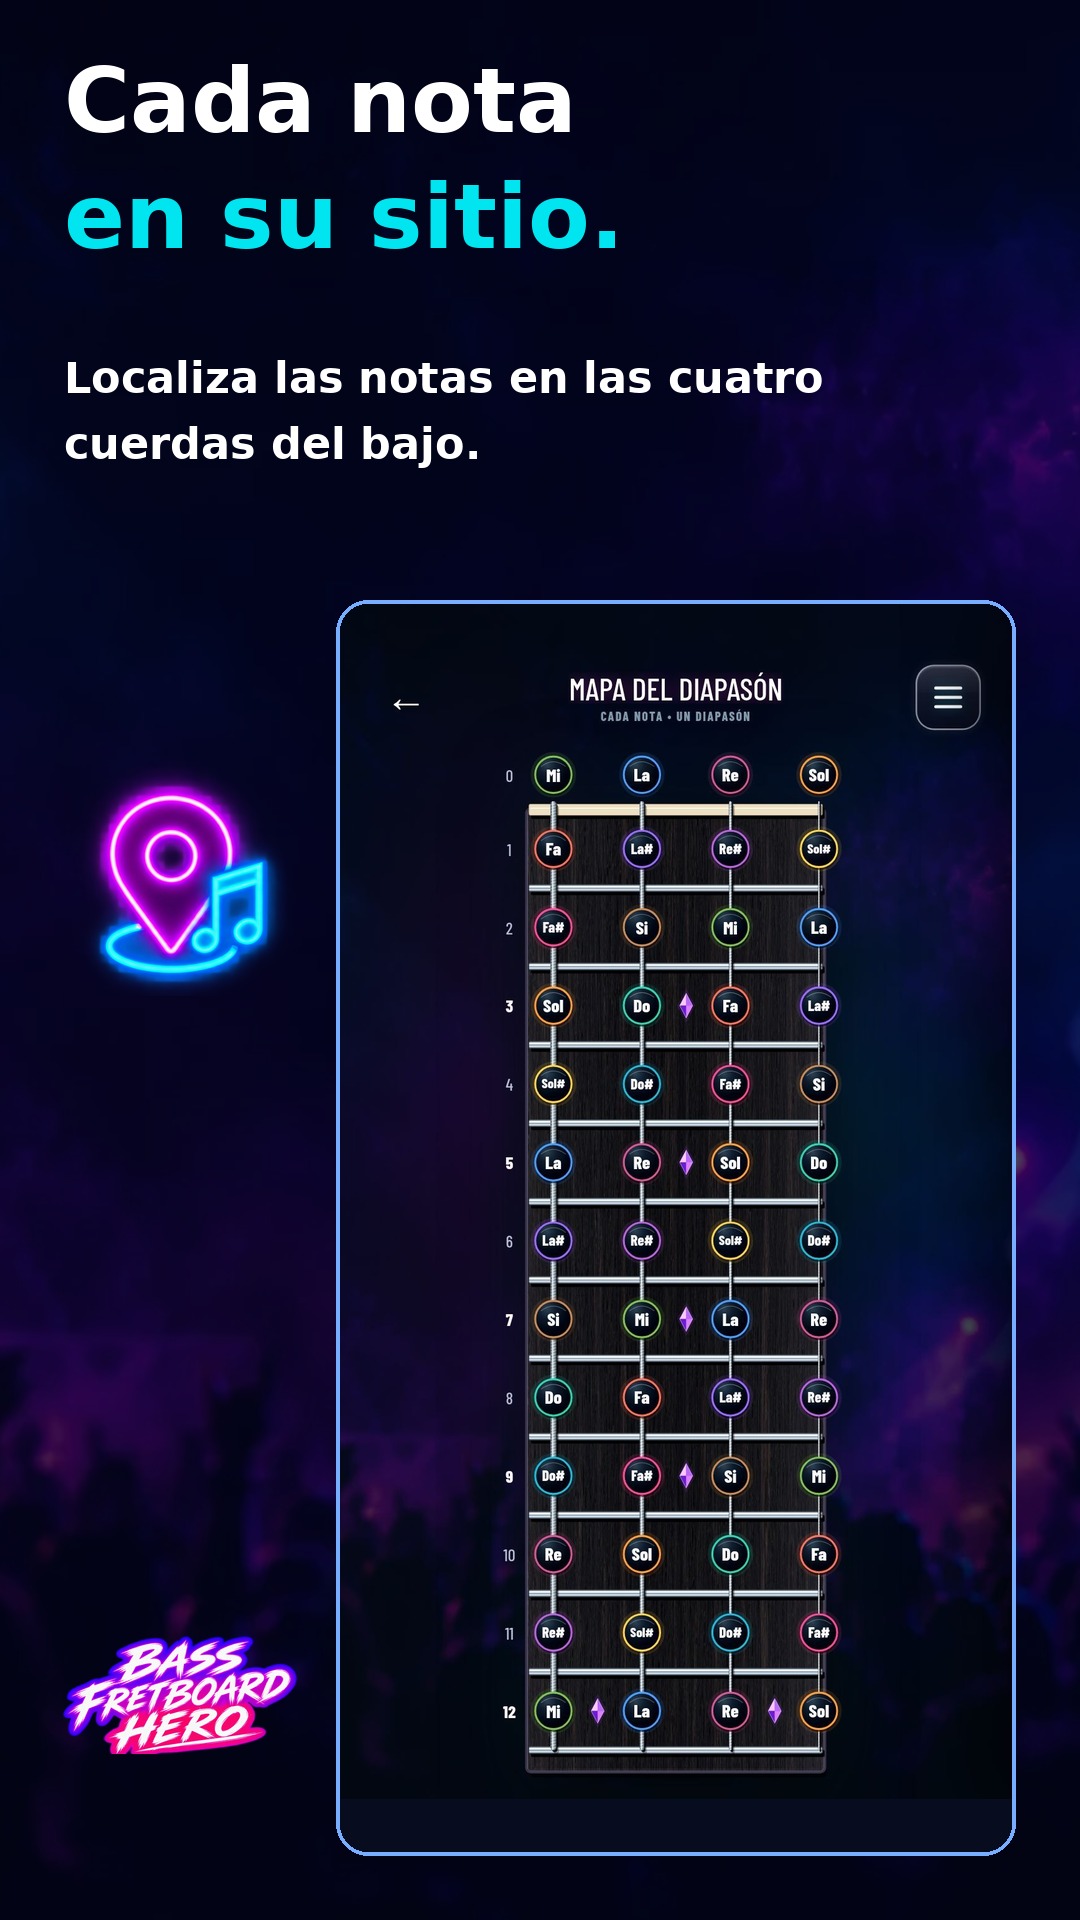 Cada nota
en su sitio.
Localiza las notas en las cuatro
cuerdas del bajo.
←
MAPA DEL DIAPASÓN
CADA NOTA • UN DIAPASÓN
0 Mi La Re Sol
1 Fa La# Re# Sol#
2 Fa# Si Mi La
3 Sol Do Fa La#
4 Sol# Do# Fa# Si
5 La Re Sol Do
6 La# Re# Sol# Do#
7 Si Mi La Re
8 Do Fa La# Re#
9 Do# Fa# Si Mi
10 Re Sol Do Fa
11 Re# Sol# Do# Fa#
12 Mi La Re Sol
BASS
FRETBOARD
HERO